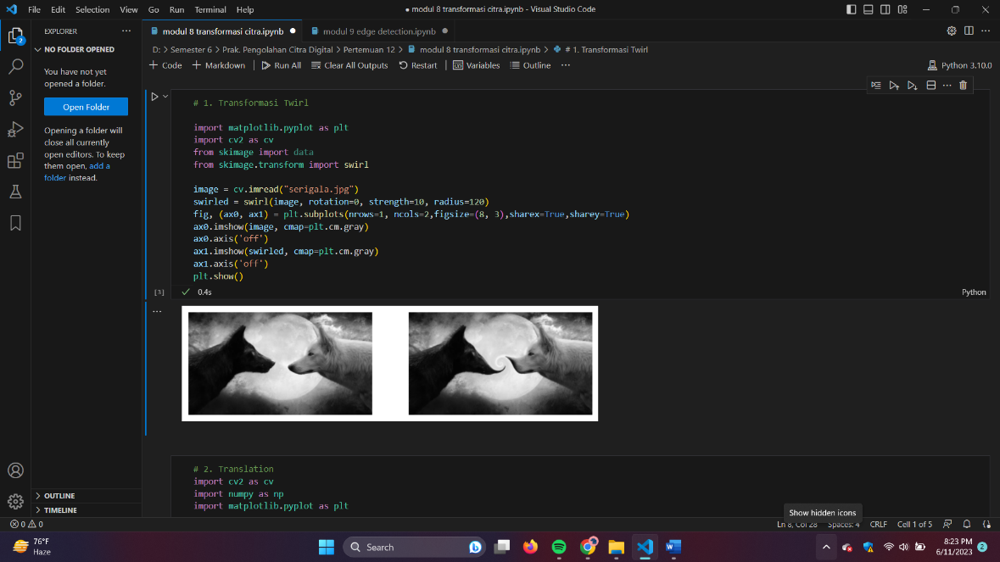 File Edit Selection View Go Run Terminal Help
● modul 8 transformasi citra.ipynb - Visual Studio Code
EXPLORER
modul 8 transformasi citra.ipynb
modul 9 edge detection.ipynb
NO FOLDER OPENED
D: > Semester 6 > Prak. Pengolahan Citra Digital > Pertemuan 12 > modul 8 transformasi citra.ipynb > # 1. Transformasi Twirl
+ Code + Markdown Run All Clear All Outputs Restart Variables Outline ···
Python 3.10.0
2
You have not yet
opened a folder.
Open Folder
Opening a folder will
close all currently
open editors. To keep
them open, add a
folder instead.
# 1. Transformasi Twirl
import matplotlib.pyplot as plt
import cv2 as cv
from skimage import data
from skimage.transform import swirl
image = cv.imread("serigala.jpg")
swirled = swirl(image, rotation=0, strength=10, radius=120)
fig, (ax0, ax1) = plt.subplots(nrows=1, ncols=2,figsize=(8, 3),sharex=True,sharey=True)
ax0.imshow(image, cmap=plt.cm.gray)
ax0.axis('off')
ax1.imshow(swirled, cmap=plt.cm.gray)
ax1.axis('off')
plt.show()
[3]
0.4s
Python
# 2. Translation
import cv2 as cv
import numpy as np
import matplotlib.pyplot as plt
OUTLINE
TIMELINE
Show hidden icons
0 0
Ln 8, Col 28 Spaces: 4 CRLF Cell 1 of 5
76°F
Haze
Search
8:23 PM
6/11/2023
2